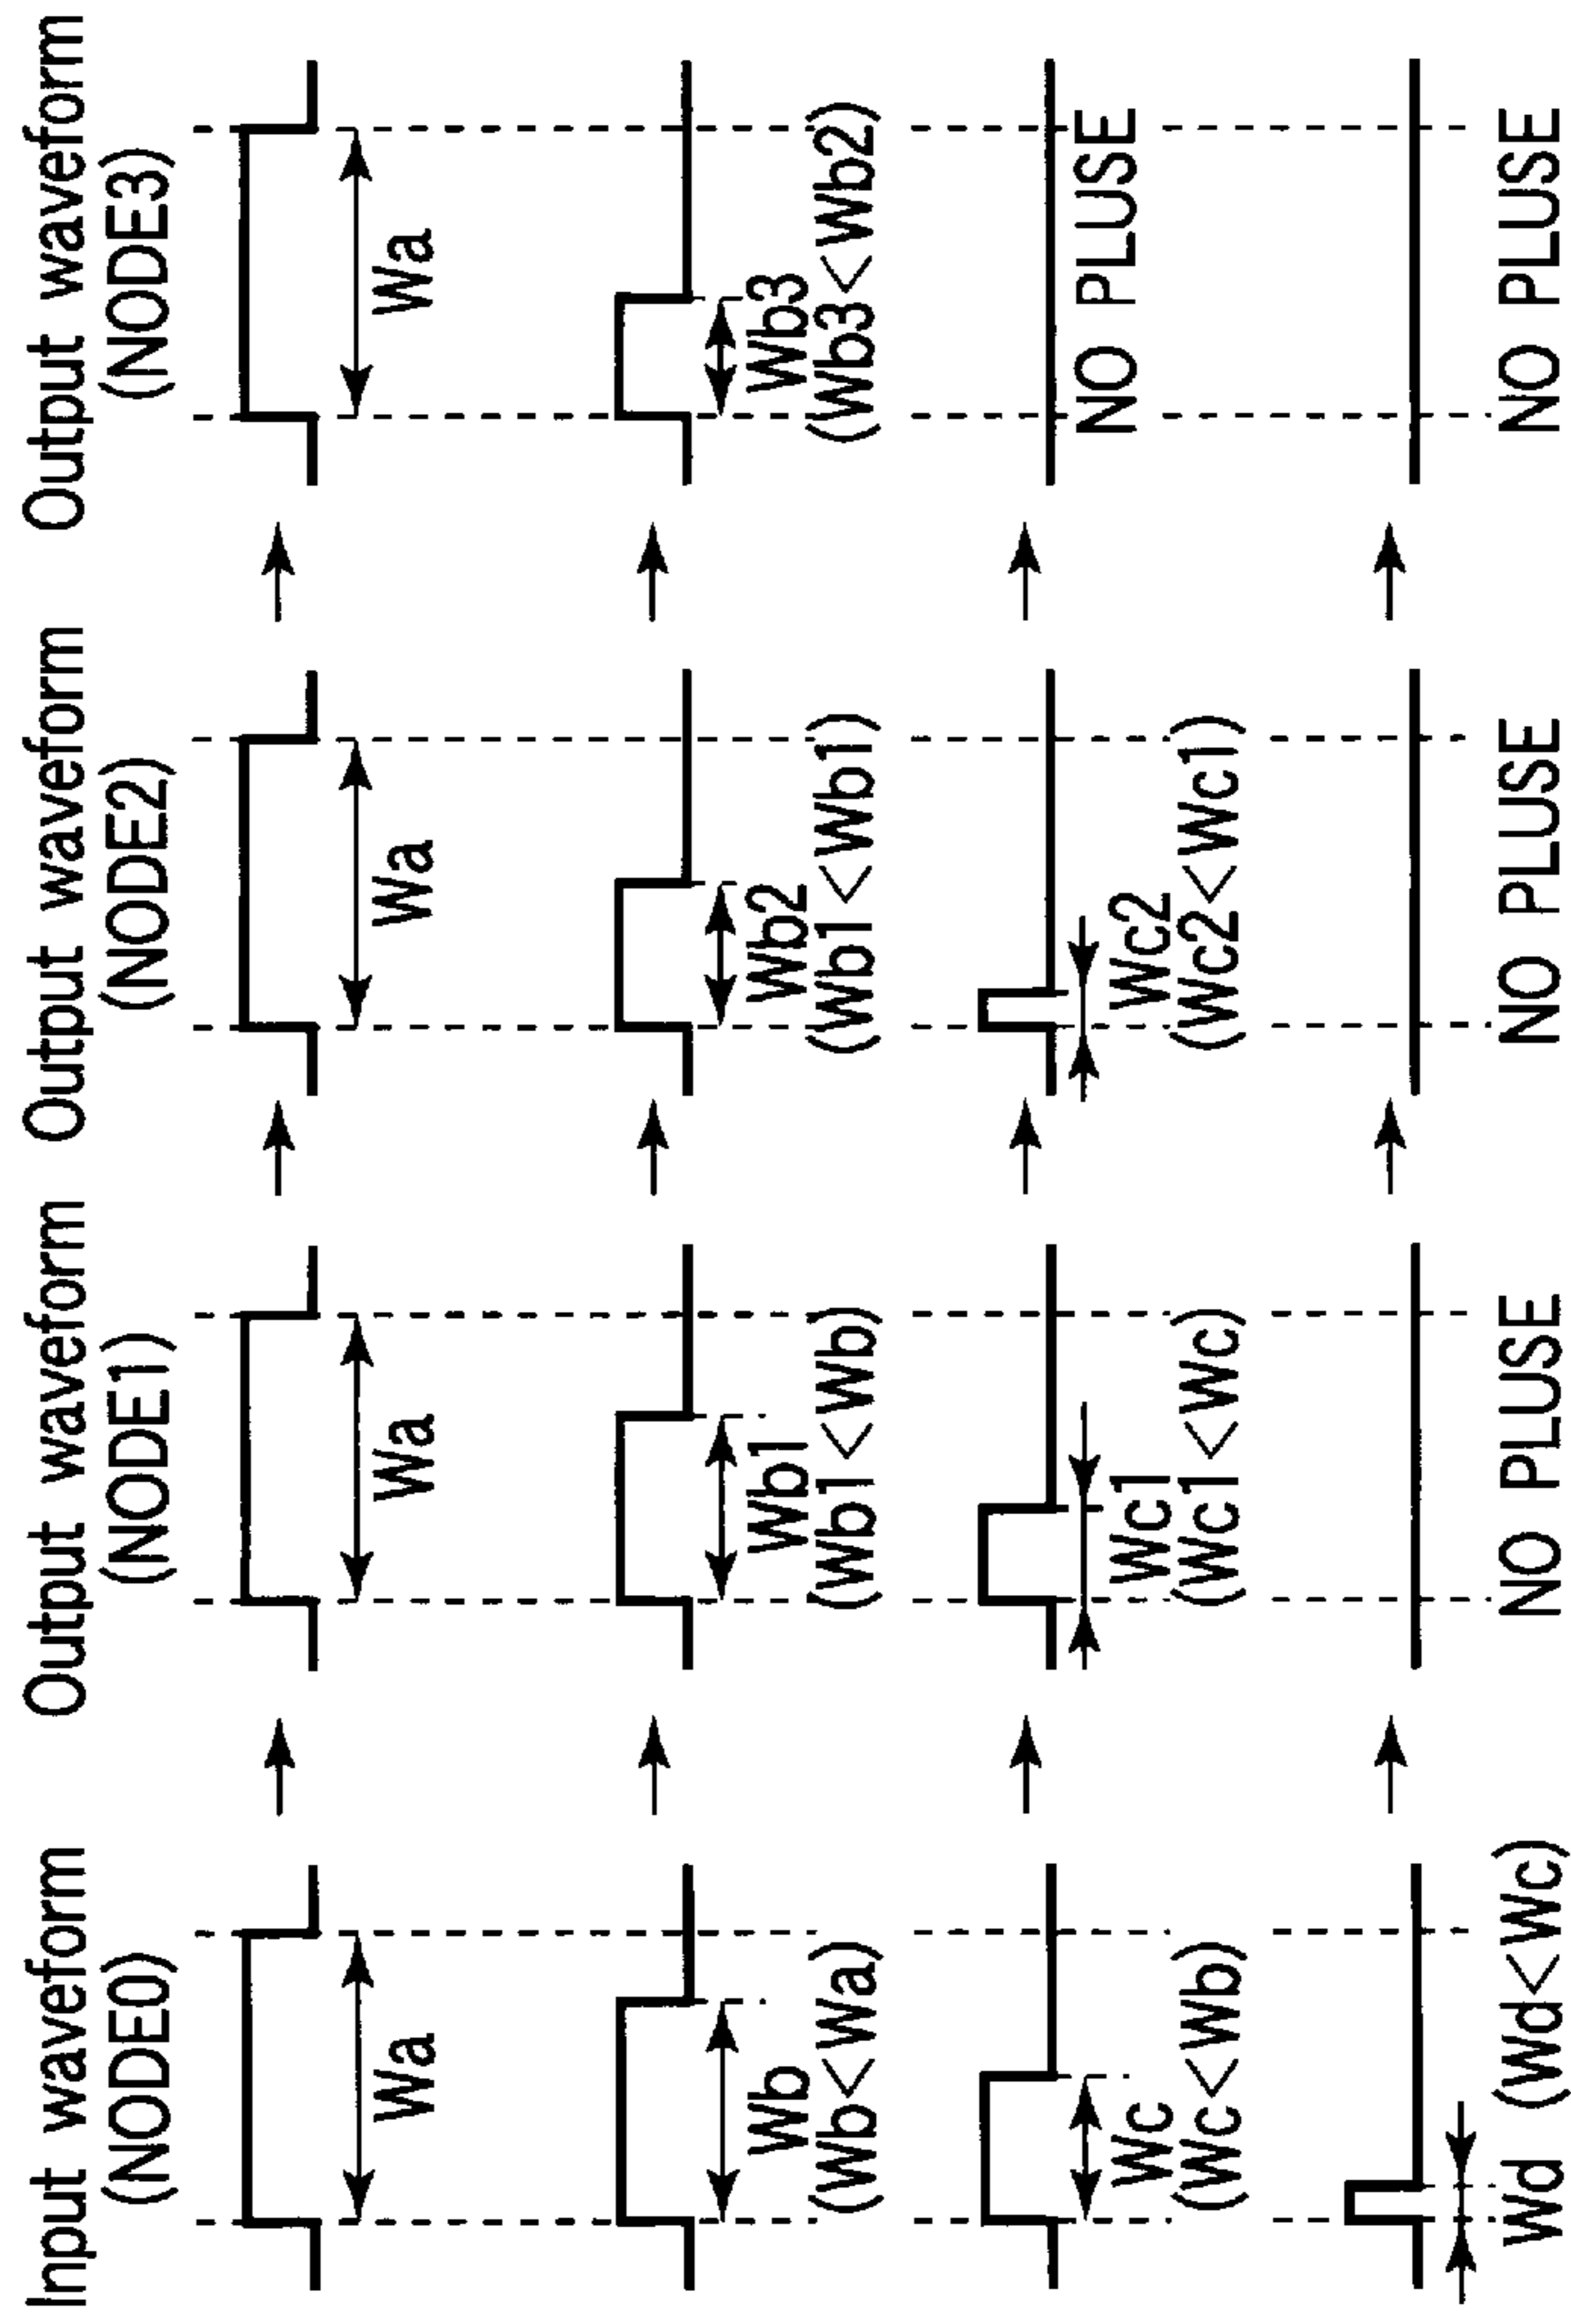 Input waveform
(NODE0)
Output waveform
(NODE1)
Output waveform
(NODE2)
Output waveform
(NODE3)
Wa
Wa
Wa
Wa
Wb
(Wb<Wa)
Wb1
(Wb1<Wb)
Wb2
(Wb1<Wb1)
Wb3
(Wb3<Wb2)
Wc
(Wc<Wb)
Wc1
(Wc1<Wc)
Wc2
(Wc2<Wc1)
NO PLUSE
Wd (Wd<Wc)
NO PLUSE
NO PLUSE
NO PLUSE